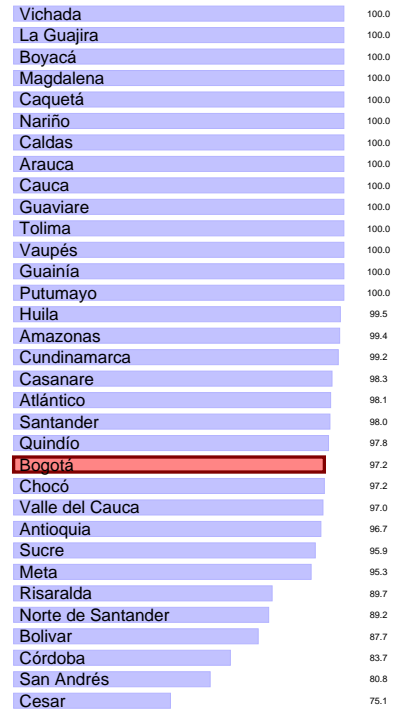 Vichada 100.0
La Guajira 100.0
Boyacá 100.0
Magdalena 100.0
Caquetá 100.0
Nariño 100.0
Caldas 100.0
Arauca 100.0
Cauca 100.0
Guaviare 100.0
Tolima 100.0
Vaupés 100.0
Guainía 100.0
Putumayo 100.0
Huila 99.5
Amazonas 99.4
Cundinamarca 99.2
Casanare 98.3
Atlántico 98.1
Santander 98.0
Quindío 97.8
Bogotá 97.2
Chocó 97.2
Valle del Cauca 97.0
Antioquia 96.7
Sucre 95.9
Meta 95.3
Risaralda 89.7
Norte de Santander 89.2
Bolivar 87.7
Córdoba 83.7
San Andrés 80.8
Cesar 75.1